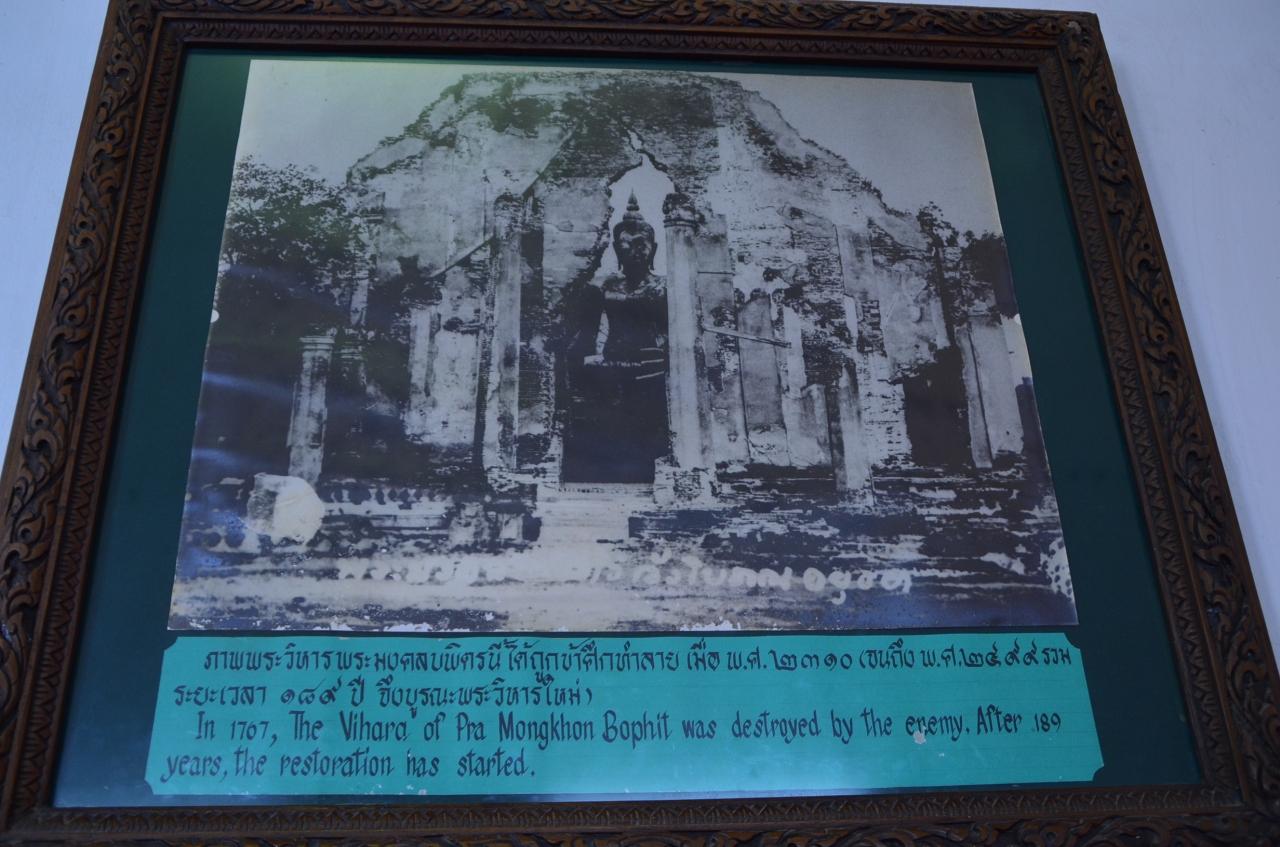 ภาพพระวิหารพระมงคลบพิตรนี้ ได้ถูกข้าศึกทำลาย เมื่อ พ.ศ. ๒๓๑๐ (จนถึง พ.ศ.๒๔๙๙ รวม
ระยะเวลา ๑๘๙ ปี จึงบูรณะพระวิหารใหม่)
In 1767, The Vihara of Pra Mongkhon Bophit was destroyed by the enemy. After 189
years, the restoration has started.